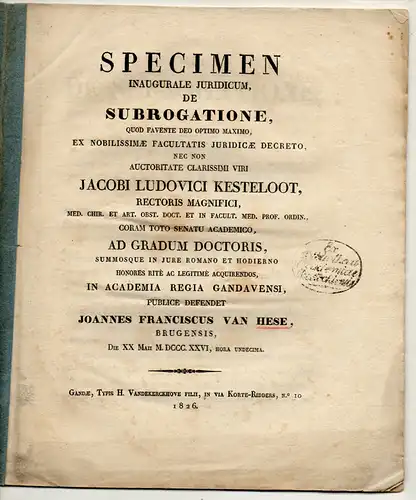 SPECIMEN
INAUGURALE JURIDICUM,
DE
SUBROGATIONE,
QUOD FAVENTE DEO OPTIMO MAXIMO,
EX NOBILISSIMÆ FACULTATIS JURIDICÆ DECRETO,
NEC NON
AUCTORITATE CLARISSIMI VIRI
JACOBI LUDOVICI KESTELOOT,
RECTORIS MAGNIFICI,
MED. CHIR. ET ART. OBST. DOCT. ET IN FACULT. MED. PROF. ORDIN.,
CORAM TOTO SENATU ACADEMICO,
AD GRADUM DOCTORIS,
SUMMOSQUE IN JURE ROMANO ET HODIERNO
HONORES RITÈ AC LEGITIMÈ ACQUIRENDOS,
IN ACADEMIA REGIA GANDAVENSI,
PUBLICE DEFENDET
JOANNES FRANCISCUS VAN HESE,
BRUGENSIS,
DIE XX MAII M.DCCC.XXVI, HORA UNDECIMA.
GANDÆ, TYPIS H. VANDEKERCKHOVE FILII, IN VIA KORTE-RIDDERS, N.º 10
1826.
Ex
Academiae